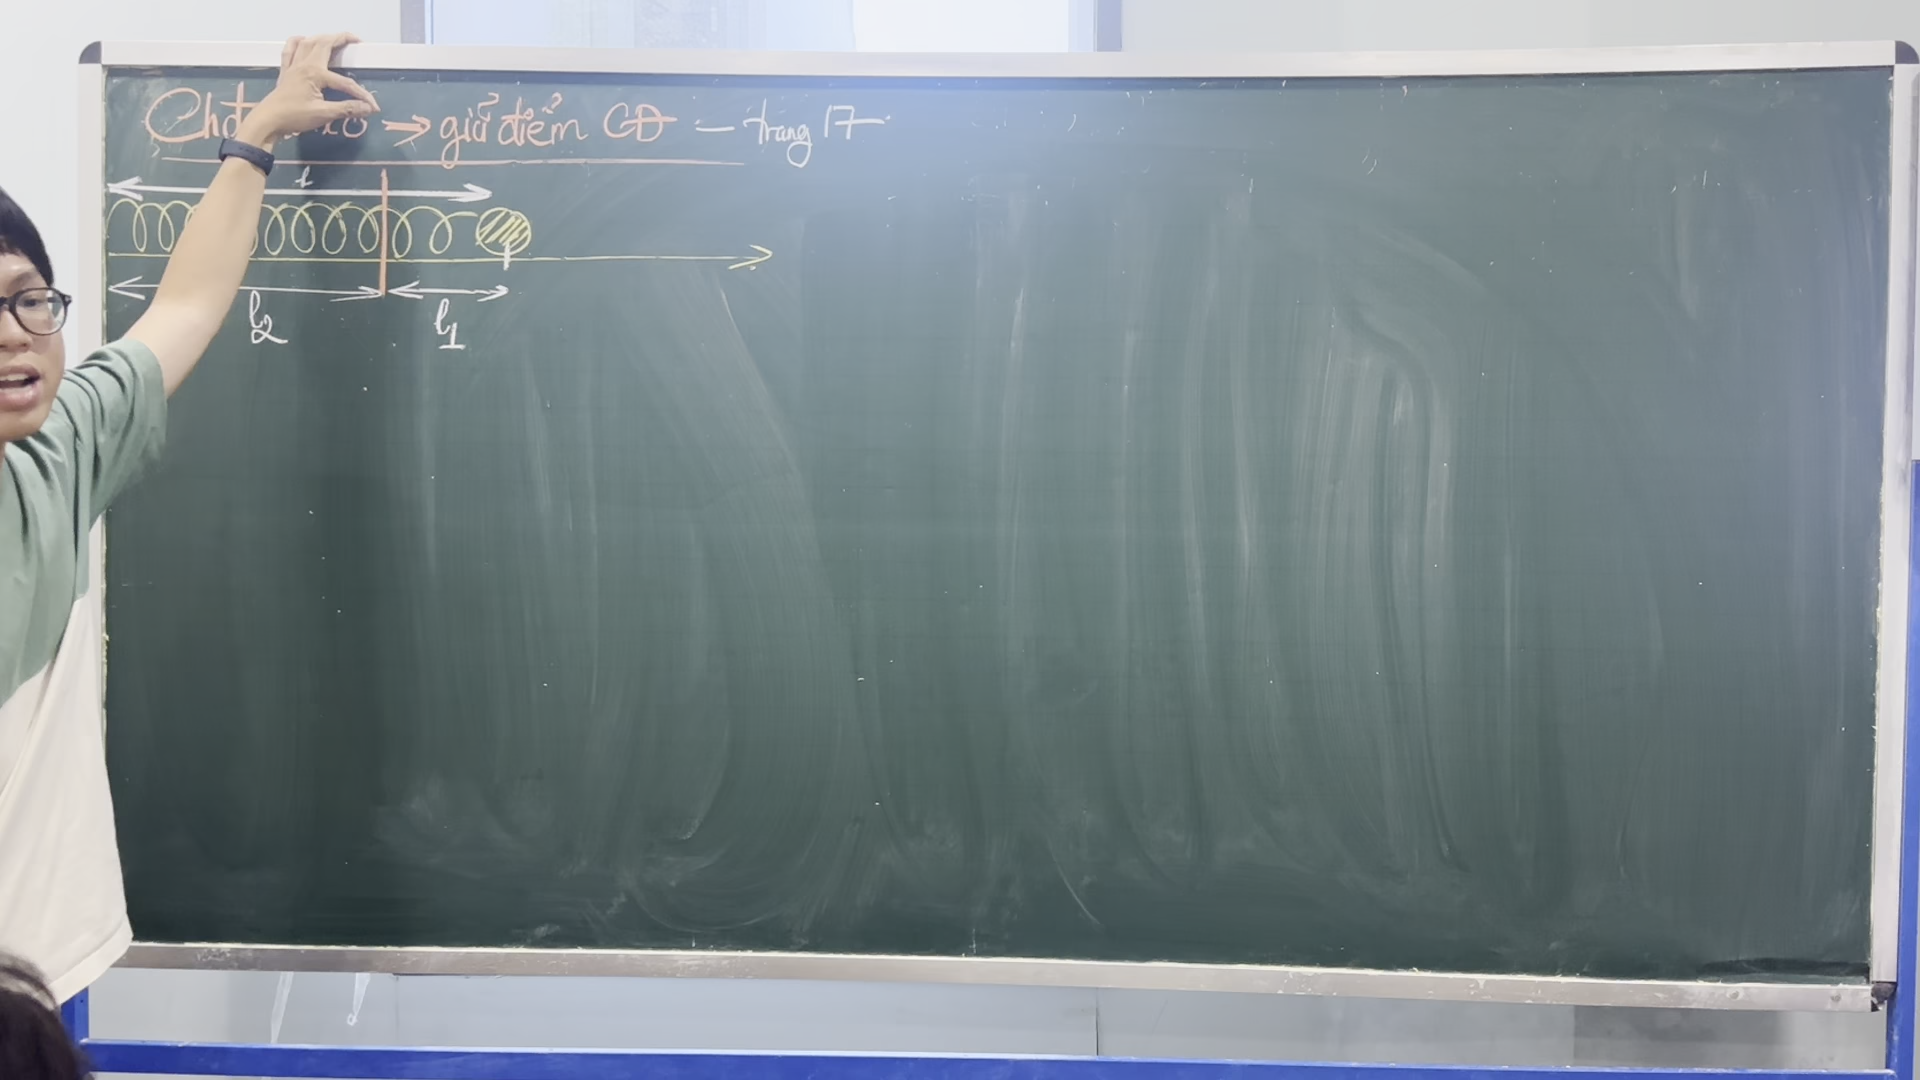 giữ điểm CĐ - trang 17
l
l2 l1